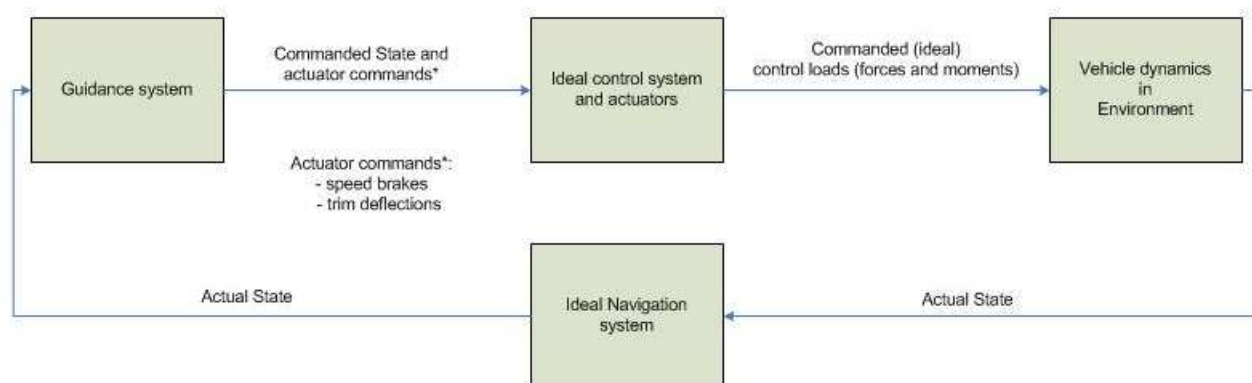 Guidance system
Commanded State and
actuator commands*
Ideal control system
and actuators
Commanded (ideal)
control loads (forces and moments)
Vehicle dynamics
in
Environment
Actuator commands*:
- speed brakes
- trim deflections
Actual State
Ideal Navigation
system
Actual State